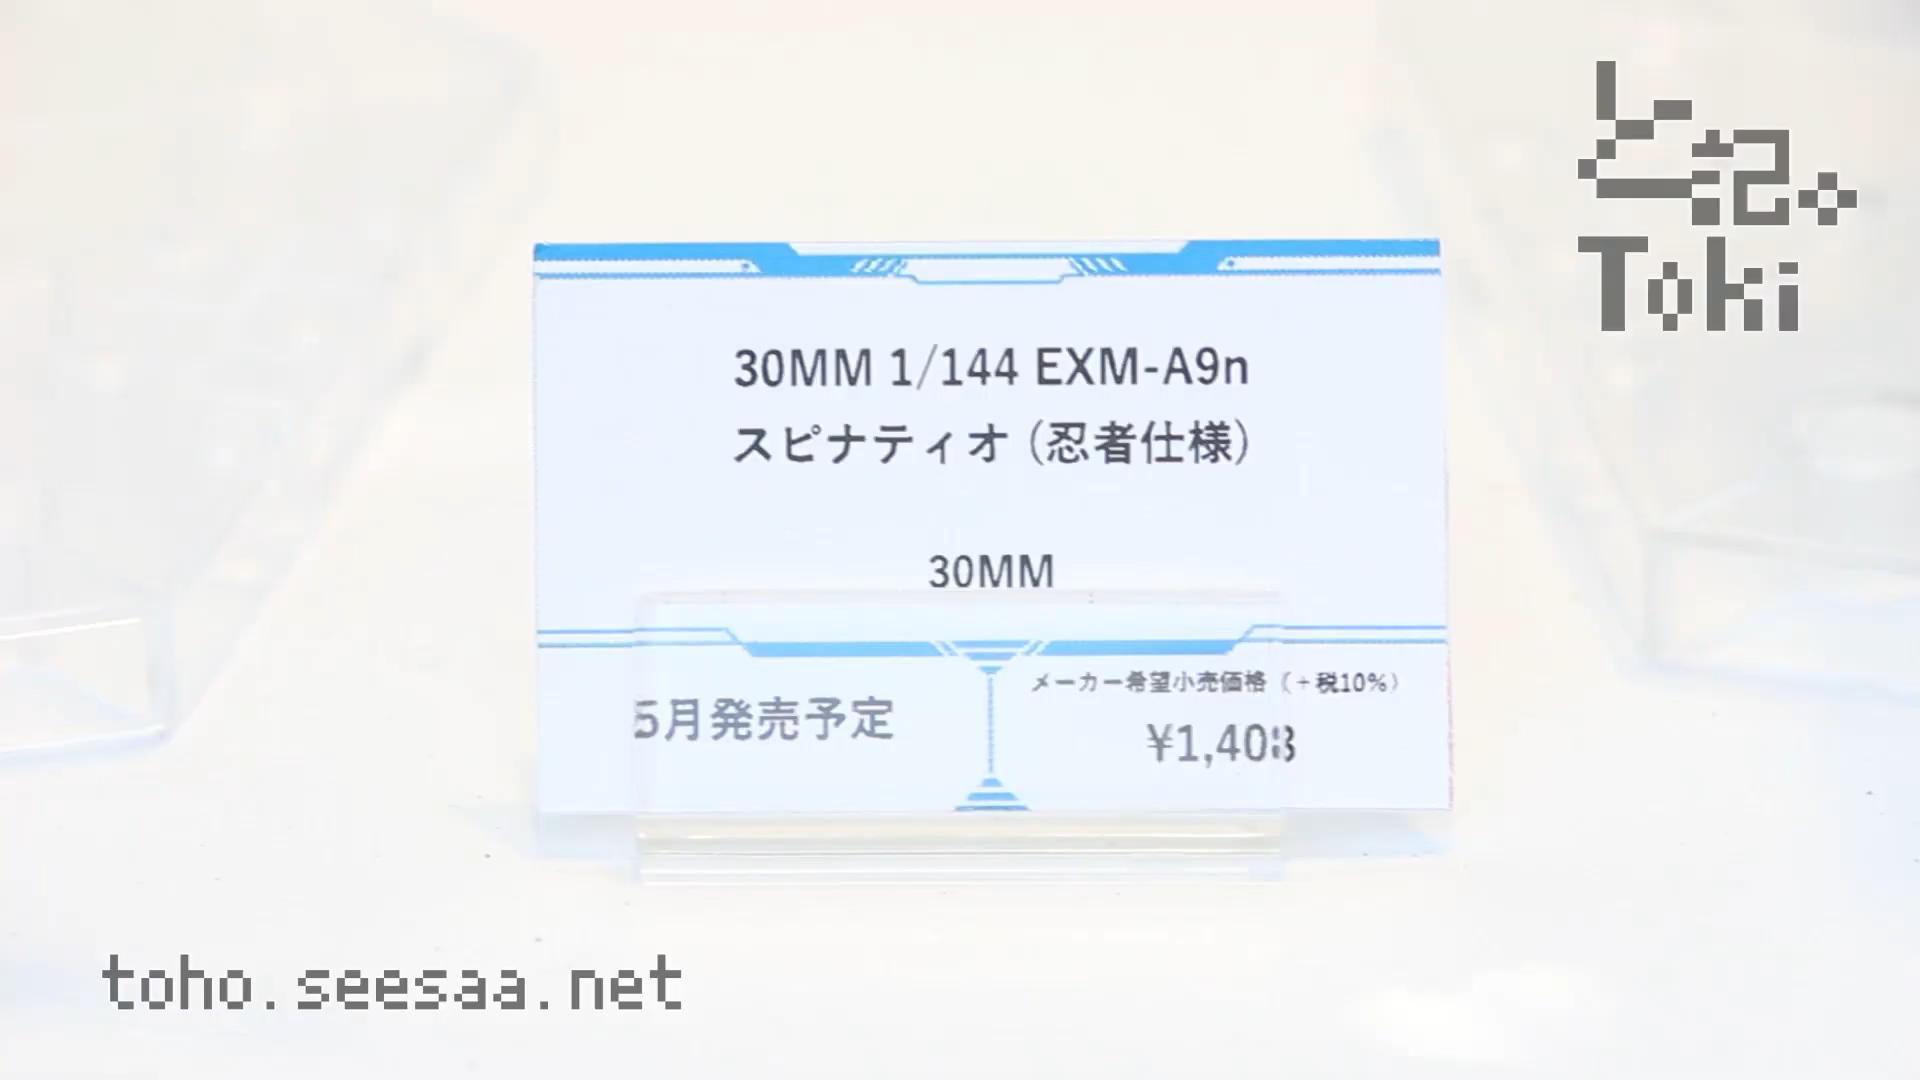 と記。
Toki
30MM 1/144 EXM-A9n
スピナティオ (忍者仕様)
30MM
5月発売予定
メーカー希望小売価格（+税10%）
¥1,408
toho.seesaa.net